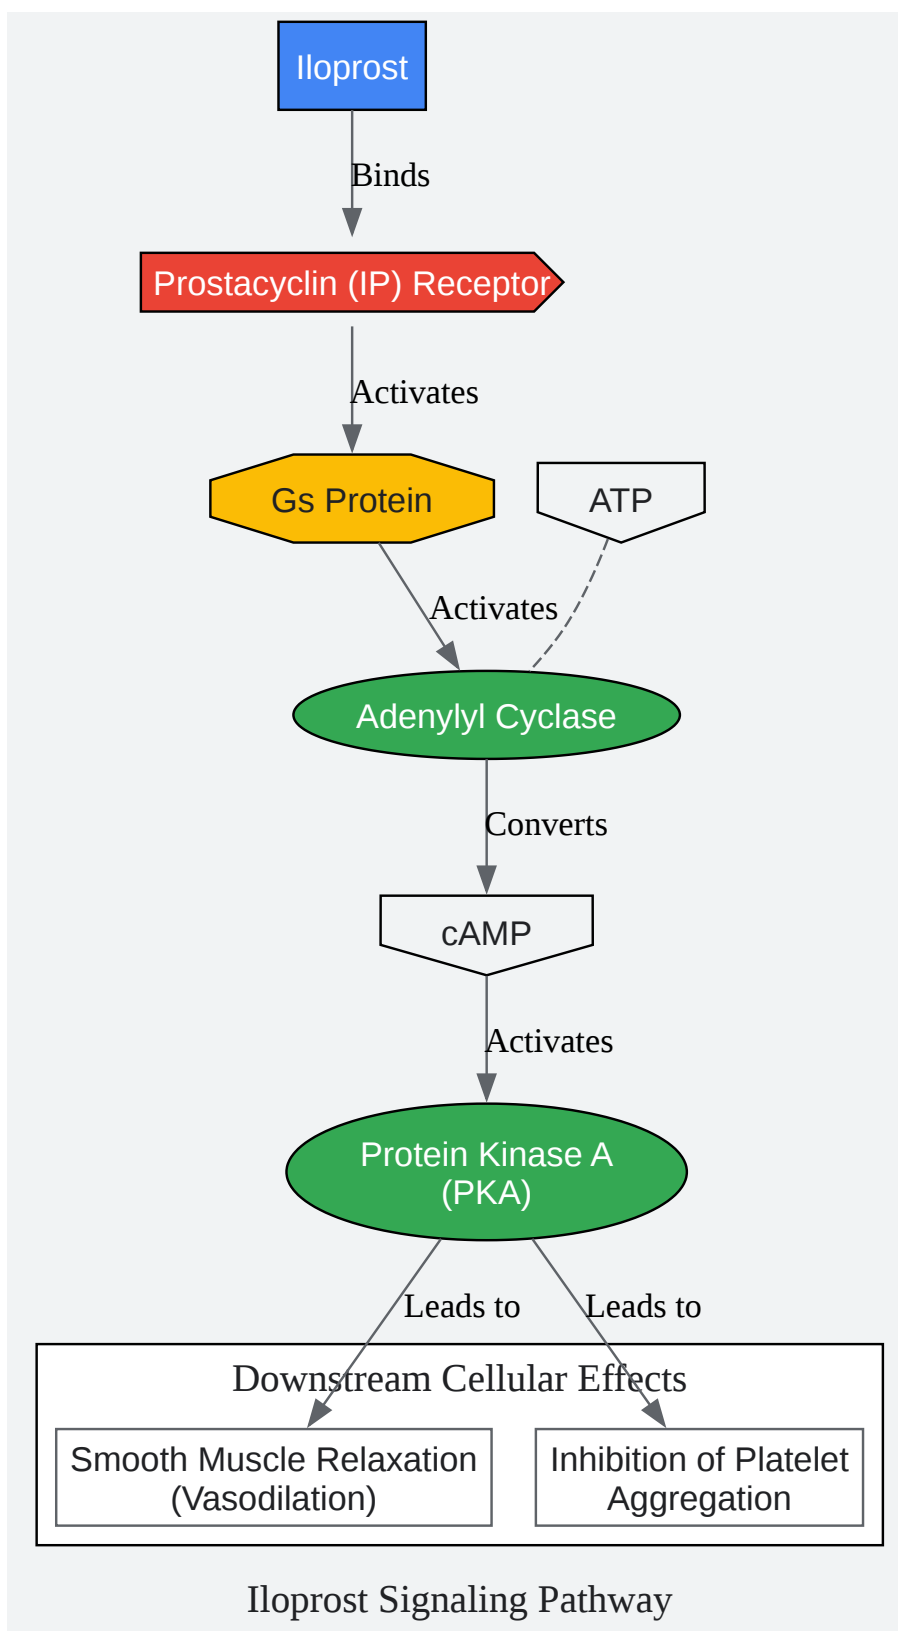 Iloprost
Binds
Prostacyclin (IP) Receptor
Activates
Gs Protein
ATP
Activates
Adenylyl Cyclase
Converts
cAMP
Activates
Protein Kinase A
(PKA)
Leads to
Leads to
Downstream Cellular Effects
Smooth Muscle Relaxation
(Vasodilation)
Inhibition of Platelet
Aggregation
Iloprost Signaling Pathway